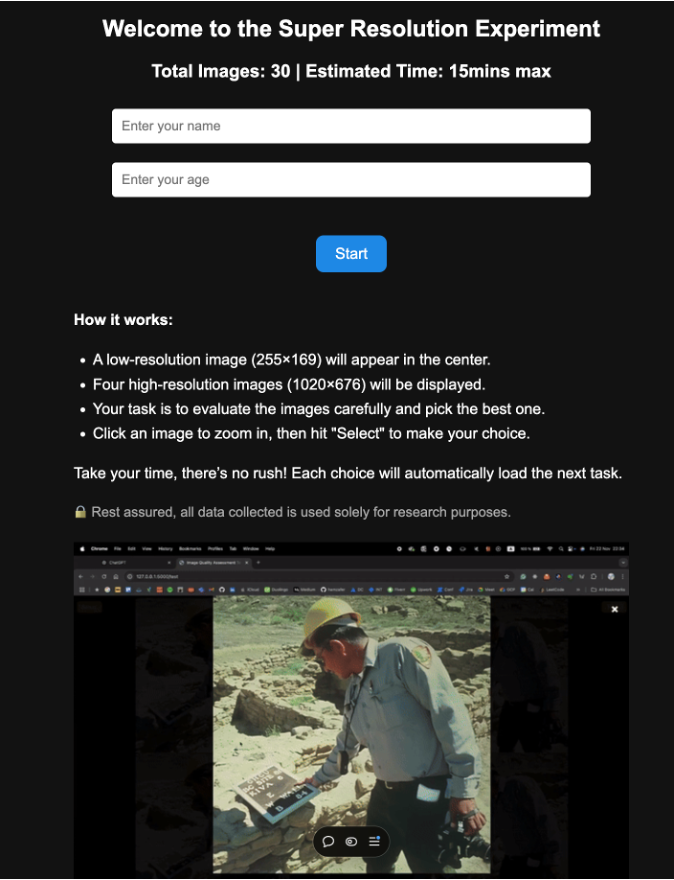 Welcome to the Super Resolution Experiment
Total Images: 30 | Estimated Time: 15mins max
Enter your name
Enter your age
Start
How it works:
• A low-resolution image (255×169) will appear in the center.
• Four high-resolution images (1020×676) will be displayed.
• Your task is to evaluate the images carefully and pick the best one.
• Click an image to zoom in, then hit "Select" to make your choice.
Take your time, there's no rush! Each choice will automatically load the next task.
🔒 Rest assured, all data collected is used solely for research purposes.
Chrome File Edit View History Bookmarks Profiles Tab Window Help
ChatGPT Image Quality Assessment
127.0.0.1:5000/test
KIVA